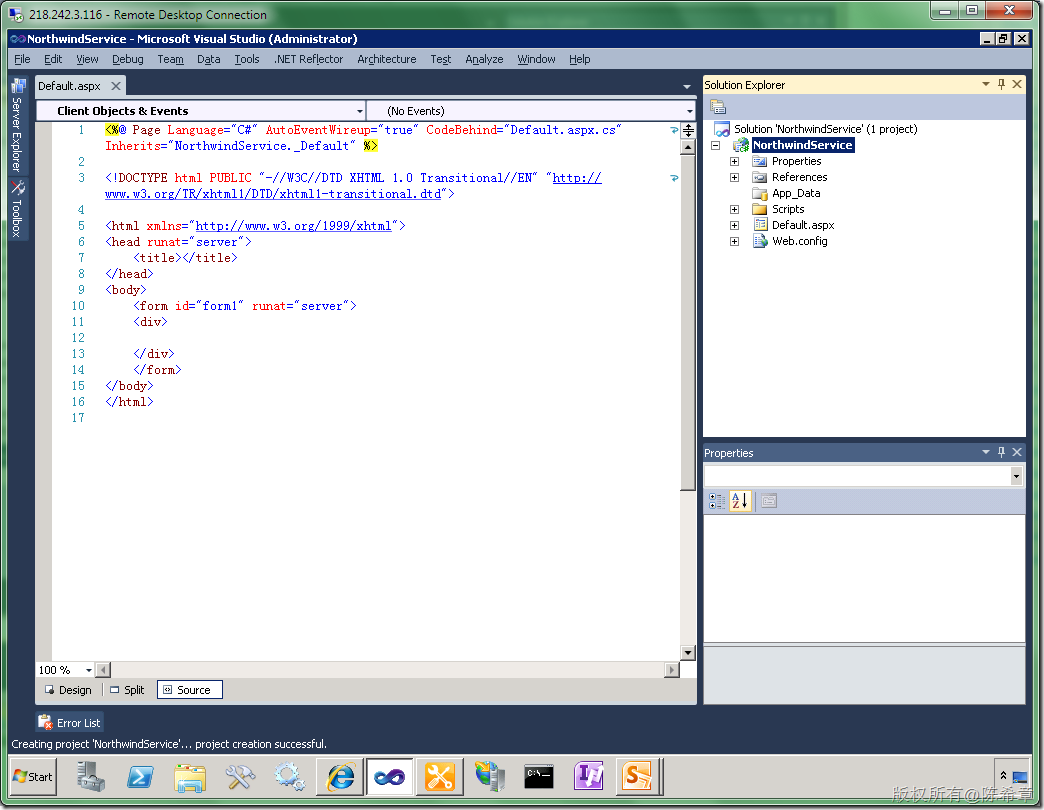 218.242.3.116 - Remote Desktop Connection
NorthwindService - Microsoft Visual Studio (Administrator)
File Edit View Debug Team Data Tools .NET Reflector Architecture Test Analyze Window Help
Server Explorer
Toolbox
Default.aspx
Client Objects & Events
(No Events)
1 <%@ Page Language="C#" AutoEventWireup="true" CodeBehind="Default.aspx.cs"
Inherits="NorthwindService._Default" %>
2
3 <!DOCTYPE html PUBLIC "-//W3C//DTD XHTML 1.0 Transitional//EN" "http://
www.w3.org/TR/xhtml1/DTD/xhtml1-transitional.dtd">
4
5 <html xmlns="http://www.w3.org/1999/xhtml">
6 <head runat="server">
7 <title></title>
8 </head>
9 <body>
10 <form id="form1" runat="server">
11 <div>
12
13 </div>
14 </form>
15 </body>
16 </html>
17
100 %
Design Split Source
Solution Explorer
Solution 'NorthwindService' (1 project)
NorthwindService
Properties
References
App_Data
Scripts
Default.aspx
Web.config
Properties
Error List
Creating project 'NorthwindService'... project creation successful.
Start
版权所有@陈希章